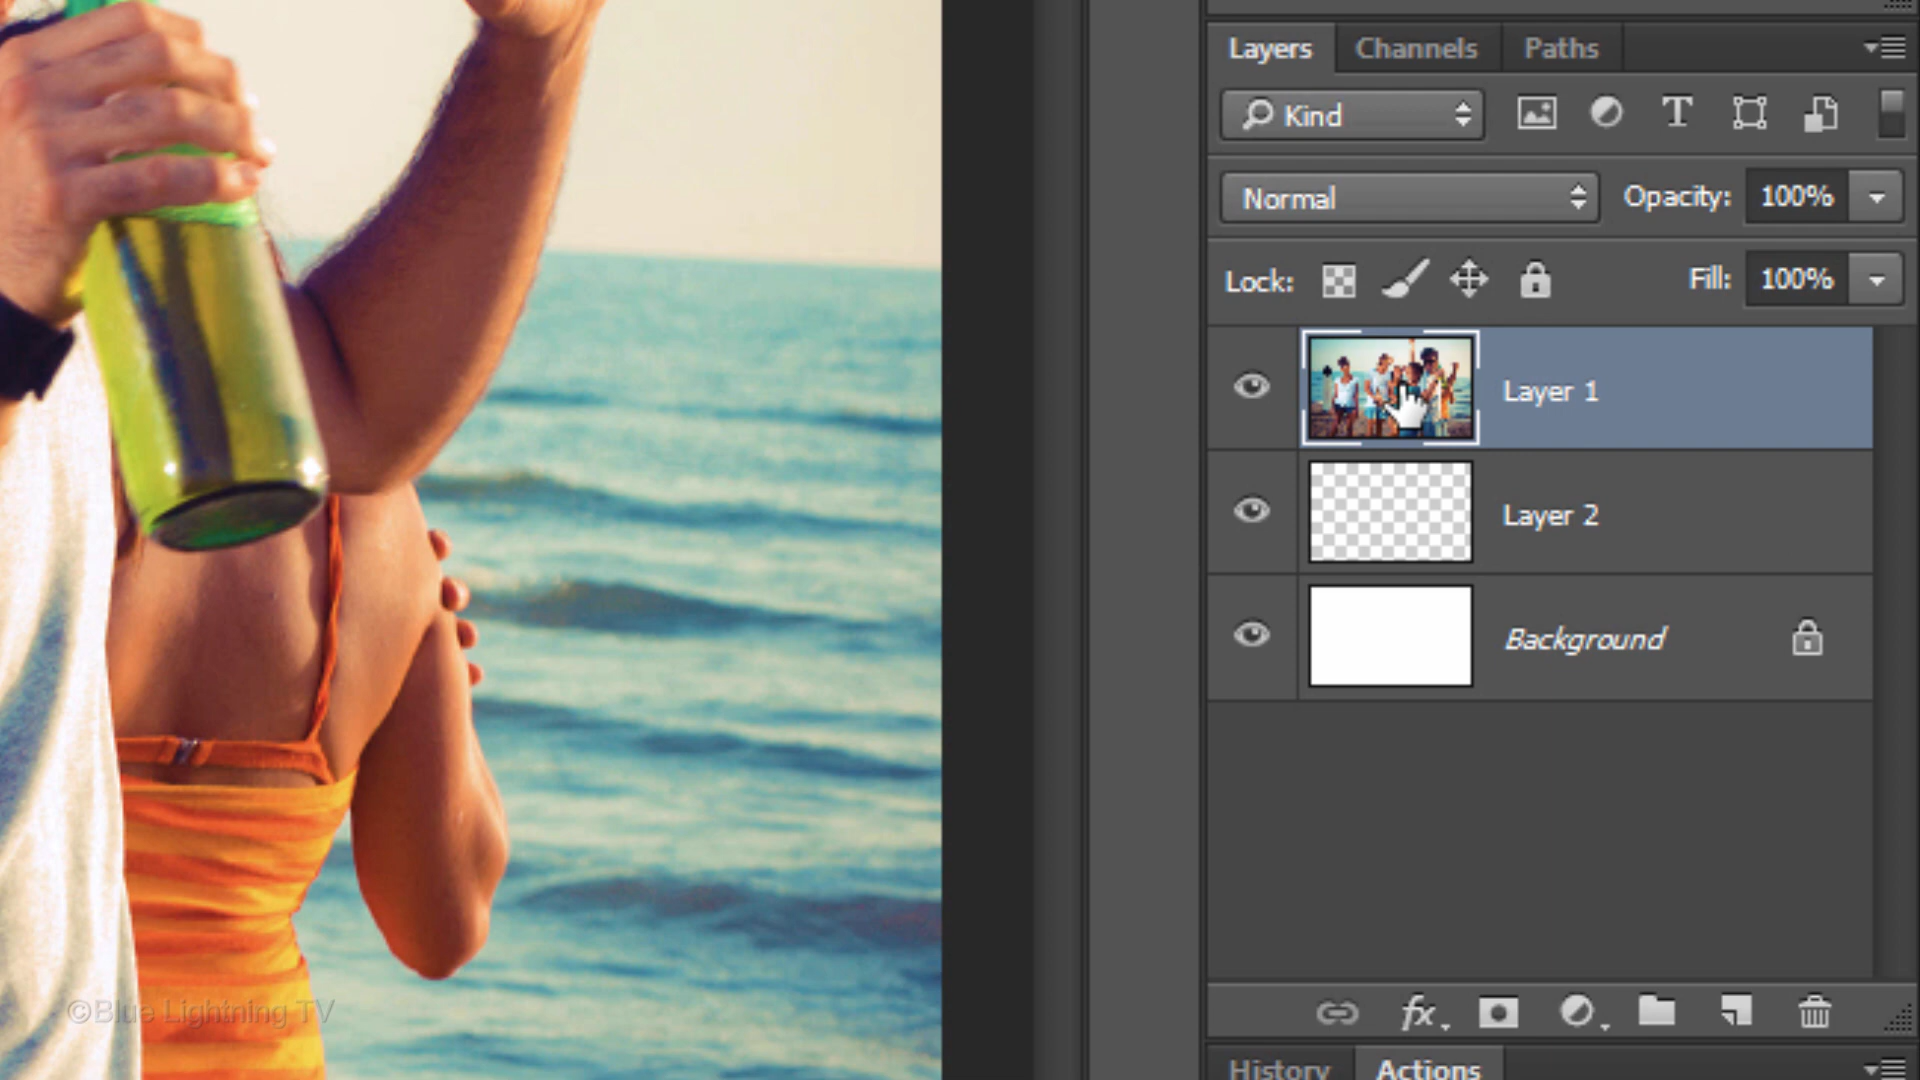 Layers Channels Paths
Kind T
Normal Opacity: 100%
Lock: Fill: 100%
Layer 1
Layer 2
Background
©Blue Lightning TV
fx
History Actions